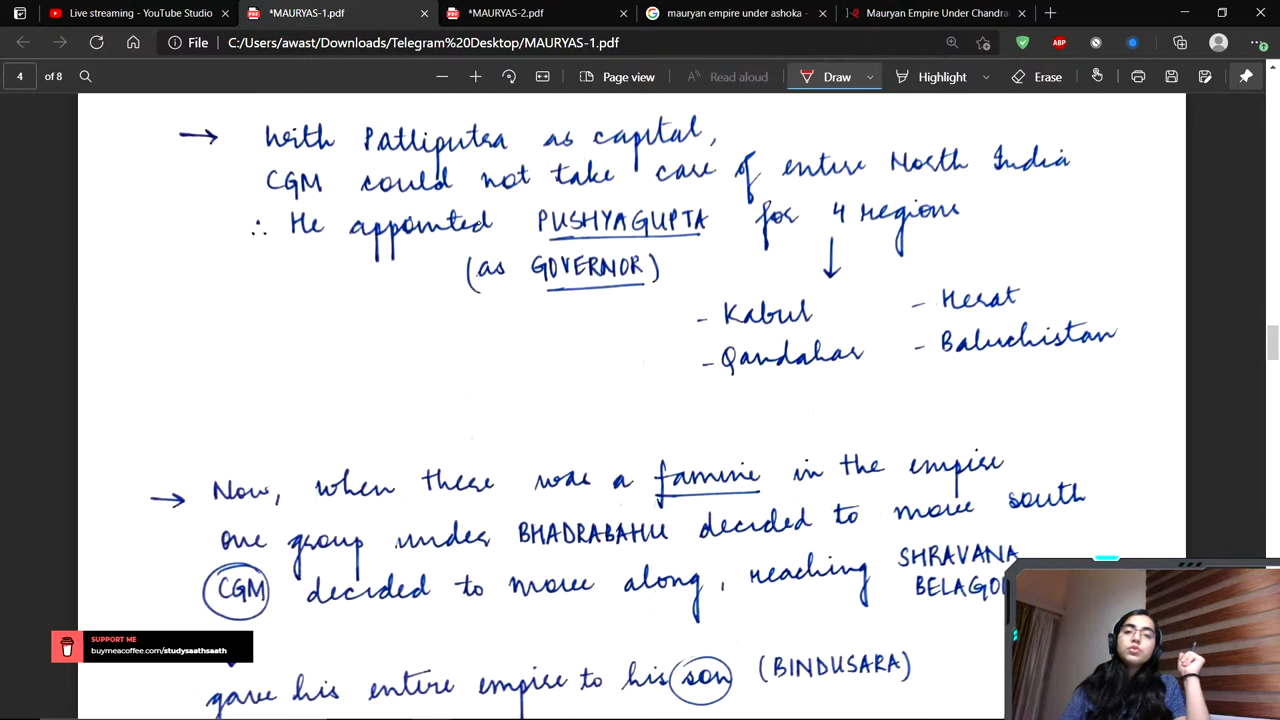 Live streaming - YouTube Studio
*MAURYAS-1.pdf
*MAURYAS-2.pdf
mauryan empire under ashoka -
Mauryan Empire Under Chandra
File
C:/Users/awast/Downloads/Telegram%20Desktop/MAURYAS-1.pdf
ABP
4 of 8
Page view
Read aloud
Draw
Highlight
Erase
→ With Patliputra as capital,
CGM could not take care of entire North India
∴ He appointed PUSHYAGUPTA for 4 regions
(as GOVERNOR)
- Kabul - Herat
- Qandahar - Baluchistan
→ Now, when there was a famine in the empire
one group under BHADRABAHU decided to move south
CGM decided to move along, reaching SHRAVANA
SUPPORT ME
buymeacoffee.com/studysaathsaath
gave his entire empire to his son (BINDUSARA)